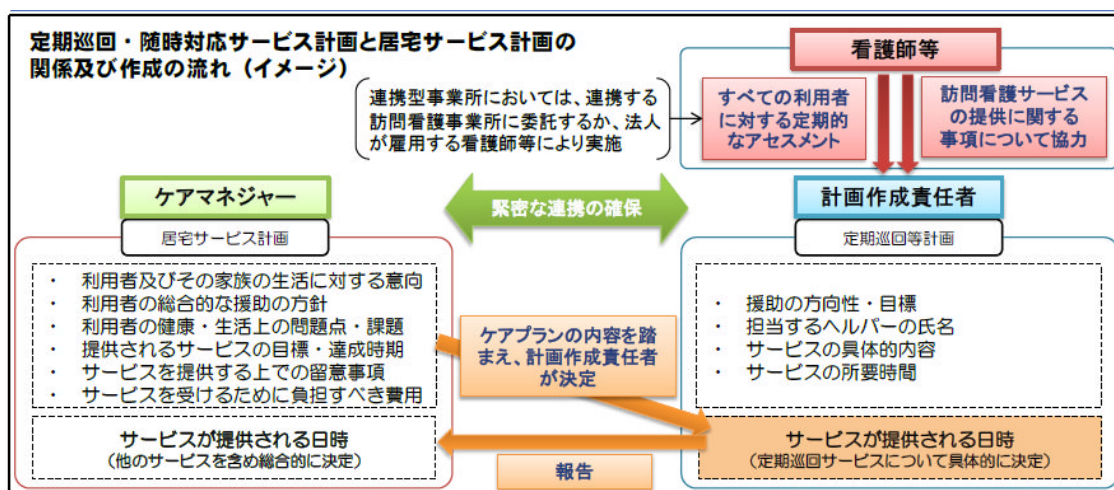 定期巡回・随時対応サービス計画と居宅サービス計画の
関係及び作成の流れ（イメージ）
看護師等
連携型事業所においては、連携する
訪問看護事業所に委託するか、法人
が雇用する看護師等により実施
すべての利用者
に対する定期的
なアセスメント
訪問看護サービス
の提供に関する
事項について協力
ケアマネジャー
緊密な連携の確保
計画作成責任者
居宅サービス計画
定期巡回等計画
・ 利用者及びその家族の生活に対する意向
・ 利用者の総合的な援助の方針
・ 利用者の健康・生活上の問題点・課題
・ 提供されるサービスの目標・達成時期
・ サービスを提供する上での留意事項
・ サービスを受けるために負担すべき費用
ケアプランの内容を踏
まえ、計画作成責任者
が決定
・ 援助の方向性・目標
・ 担当するヘルパーの氏名
・ サービスの具体的内容
・ サービスの所要時間
サービスが提供される日時
（他のサービスを含め総合的に決定）
報告
サービスが提供される日時
（定期巡回サービスについて具体的に決定）